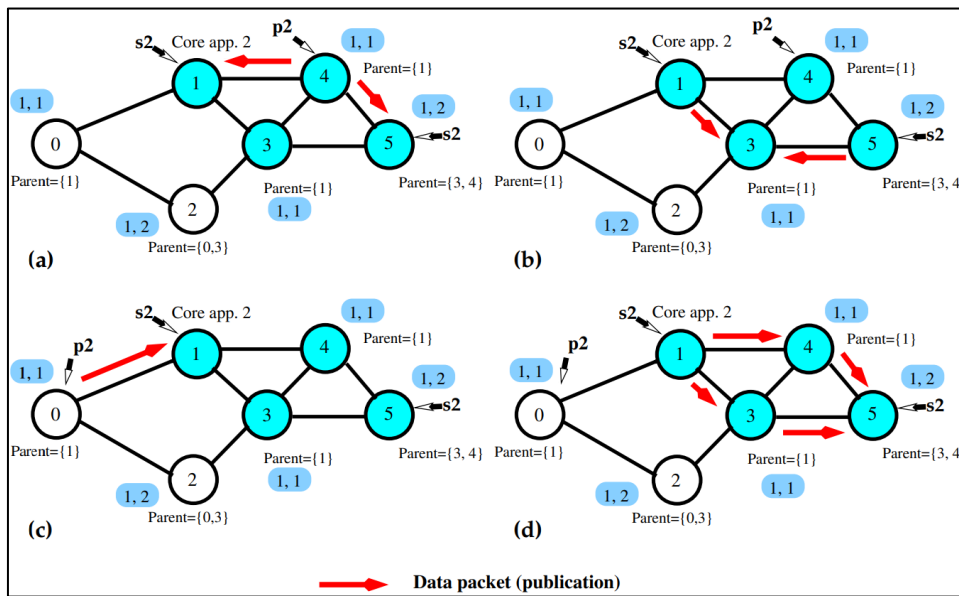 p2
1, 1
s2
Core app. 2
1
4
Parent={1}
1, 1
1, 2
0
3
5
s2
Parent={1}
Parent={1}
Parent={3, 4}
1, 1
2
1, 2
Parent={0,3}
(a)
p2
1, 1
s2
Core app. 2
1
4
Parent={1}
1, 1
1, 2
0
3
5
s2
Parent={1}
Parent={1}
Parent={3, 4}
1, 1
2
1, 2
Parent={0,3}
(b)
s2
Core app. 2
1, 1
p2
1
4
Parent={1}
1, 1
1, 2
0
3
5
s2
Parent={1}
Parent={1}
Parent={3, 4}
1, 1
2
1, 2
Parent={0,3}
(c)
s2
Core app. 2
1, 1
p2
1
4
Parent={1}
1, 1
1, 2
0
3
5
s2
Parent={1}
Parent={1}
Parent={3, 4}
1, 1
2
1, 2
Parent={0,3}
(d)
Data packet (publication)